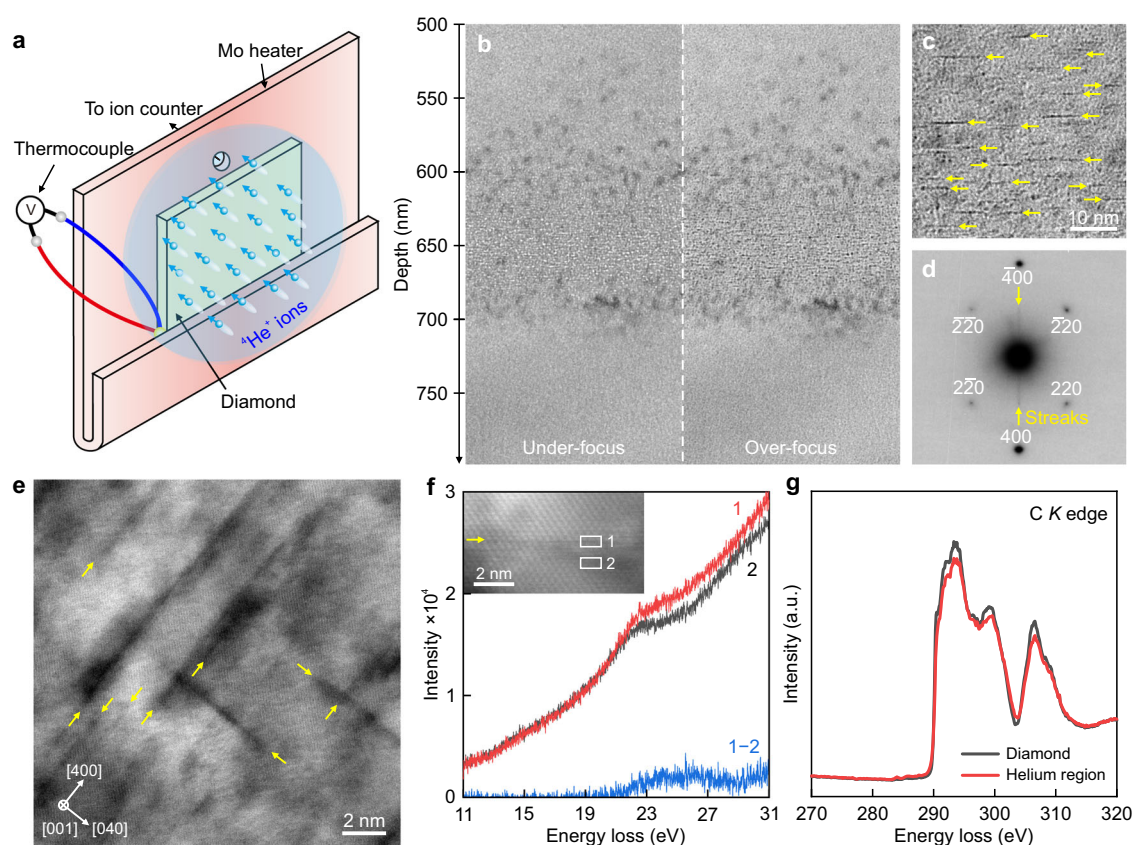 a
Mo heater
To ion counter
Thermocouple
V
⁴He⁺ ions
Diamond
b
Depth (nm)
500
550
600
650
700
750
Under-focus
Over-focus
c
10 nm
d
4̅00
2̅2̅0
2̅20
22̅0
220
Streaks
400
e
[400]
[001]
[040]
2 nm
f
Intensity ×10⁴
3
2
1
0
1
2
2 nm
1
2
1−2
11 15 19 23 27 31
Energy loss (eV)
g
C K edge
Intensity (a.u.)
Diamond
Helium region
270 280 290 300 310 320
Energy loss (eV)